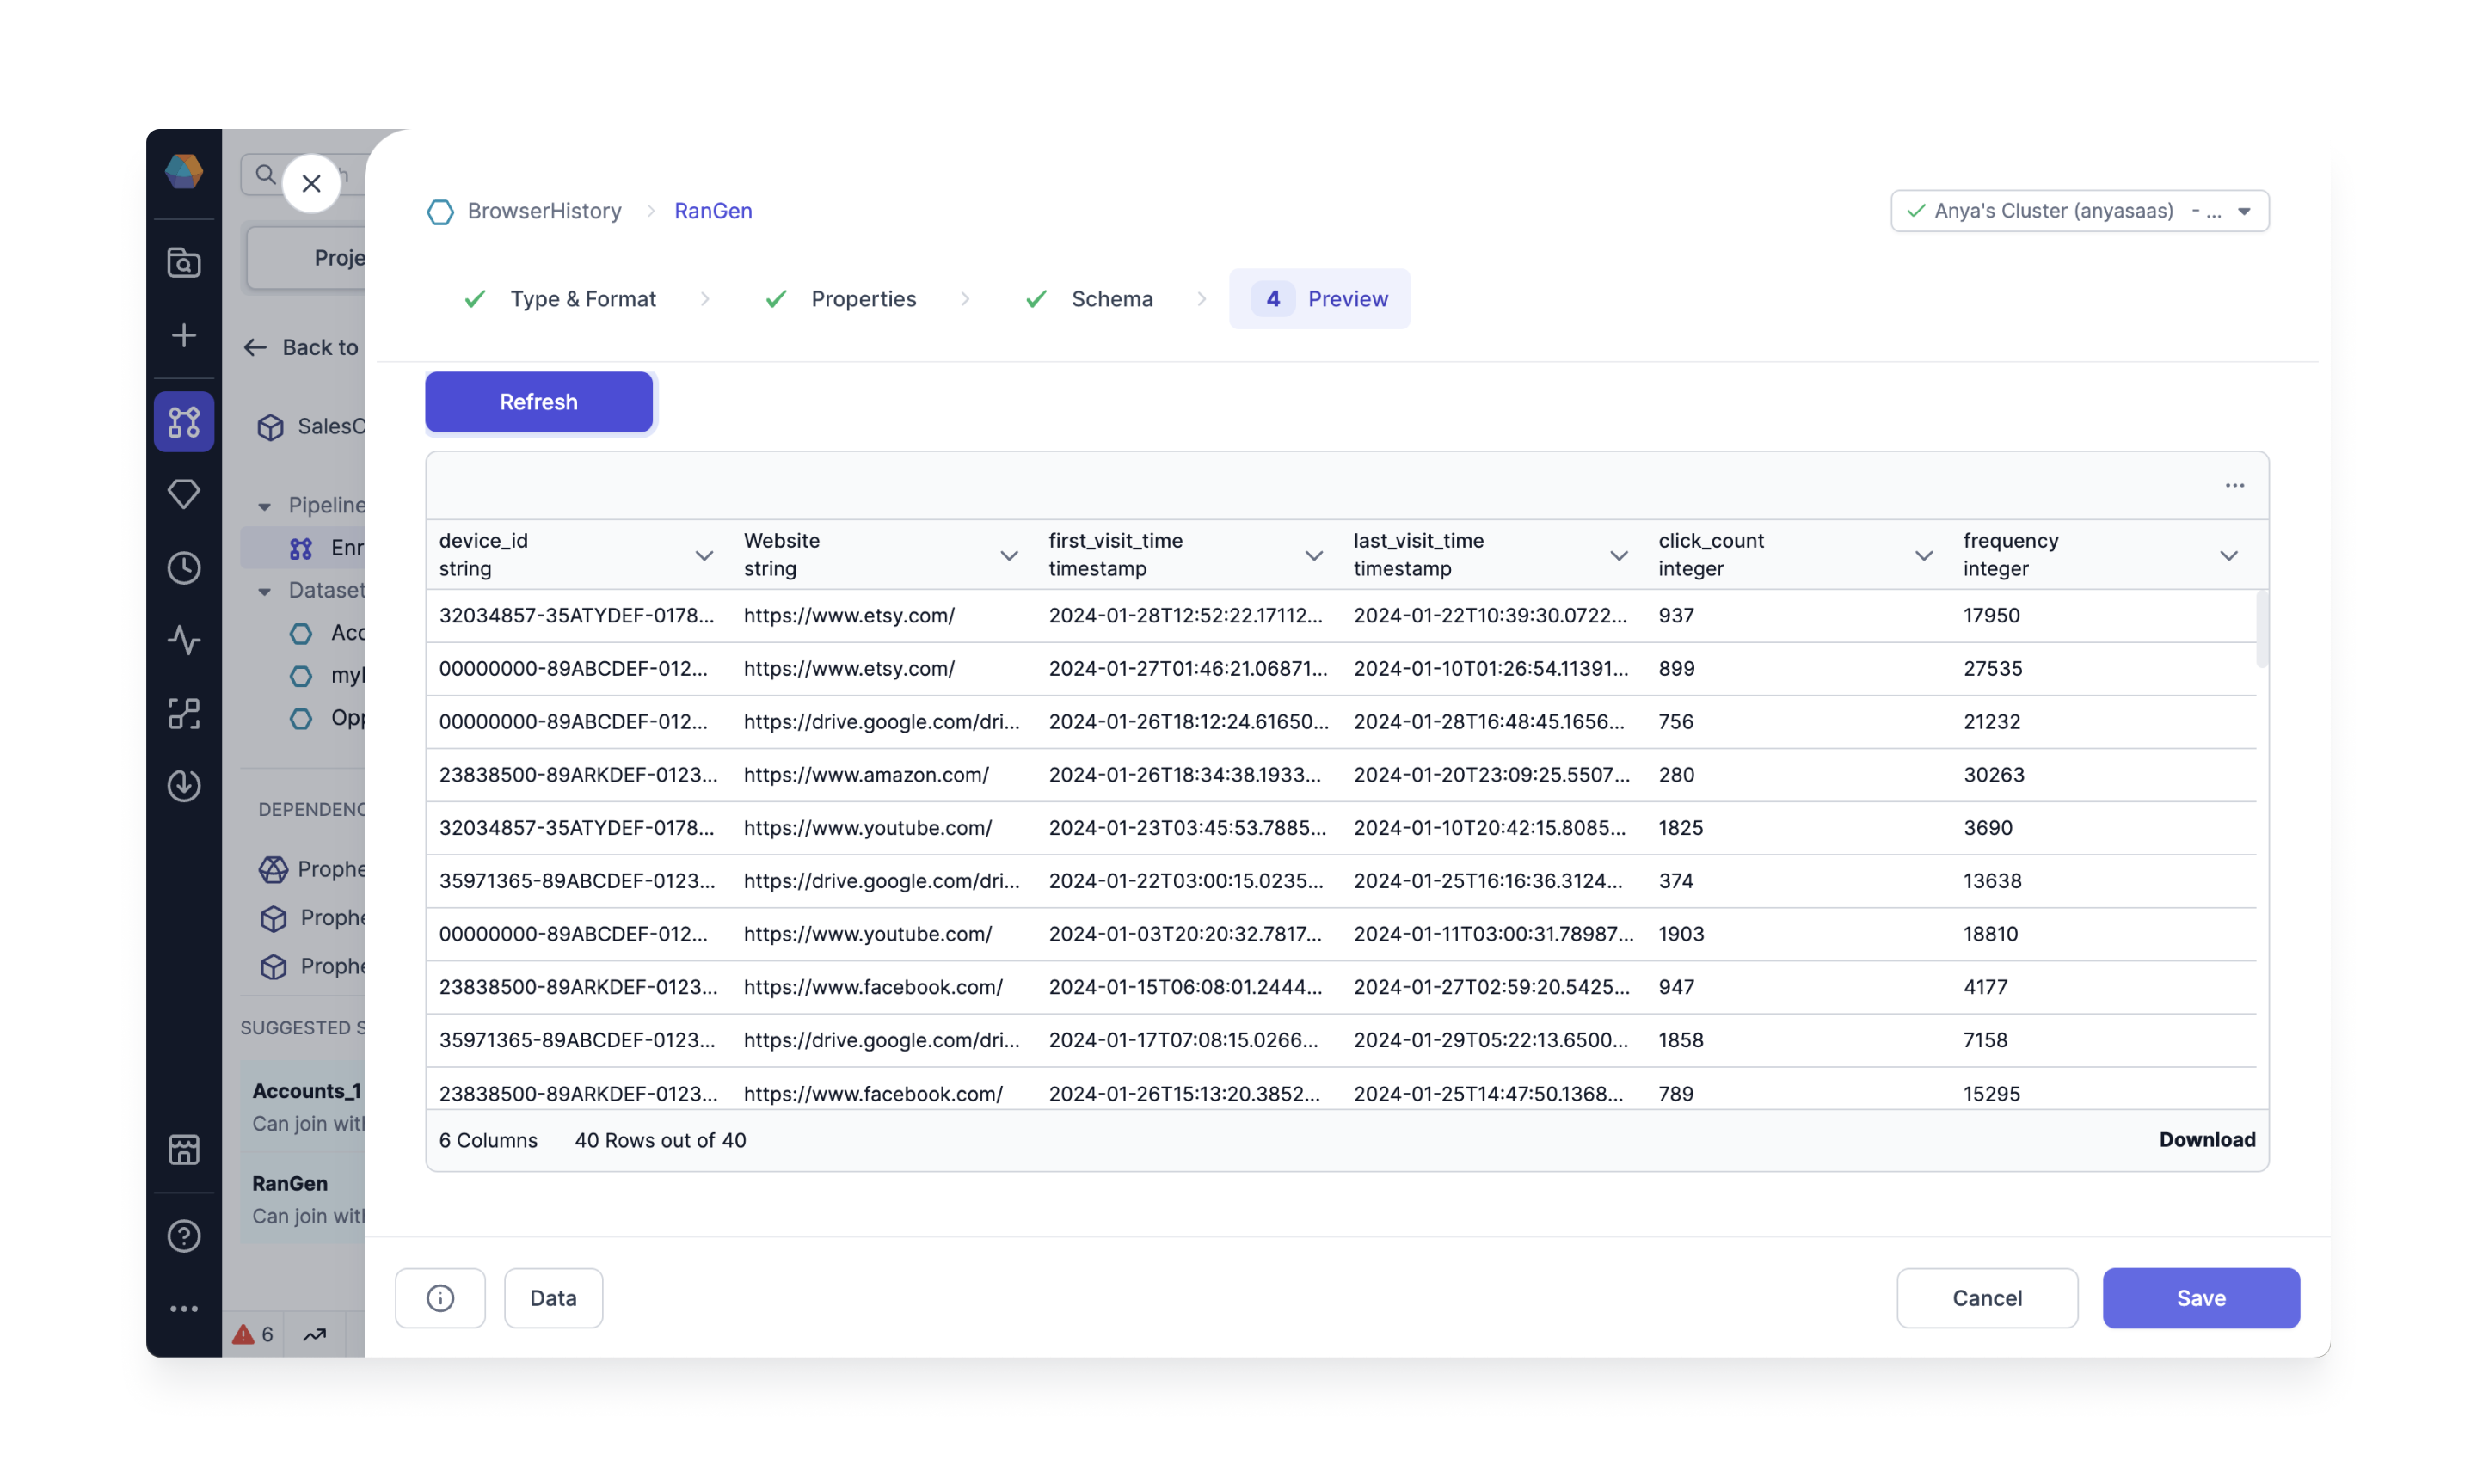 BrowserHistory RanGen
Anya's Cluster (anyasaas) - ...
Proje
Type & Format Properties Schema 4 Preview
Back to
Refresh
SalesC
Pipeline
Enr
Dataset
Acc
Opp
DEPENDENC
Prophe
Prophe
Prophe
SUGGESTED S
Accounts_1
Can join with
RanGen
Can join with
6
device_id Website first_visit_time last_visit_time click_count frequency
string string timestamp timestamp integer integer
32034857-35ATYDEF-0178... https://www.etsy.com/ 2024-01-28T12:52:22.17112... 2024-01-22T10:39:30.0722... 937 17950
00000000-89ABCDEF-012... https://www.etsy.com/ 2024-01-27T01:46:21.06871... 2024-01-10T01:26:54.11391... 899 27535
00000000-89ABCDEF-012... https://drive.google.com/dri... 2024-01-26T18:12:24.61650... 2024-01-28T16:48:45.1656... 756 21232
23838500-89ARKDEF-0123... https://www.amazon.com/ 2024-01-26T18:34:38.1933... 2024-01-20T23:09:25.5507... 280 30263
32034857-35ATYDEF-0178... https://www.youtube.com/ 2024-01-23T03:45:53.7885... 2024-01-10T20:42:15.8085... 1825 3690
35971365-89ABCDEF-0123... https://drive.google.com/dri... 2024-01-22T03:00:15.0235... 2024-01-25T16:16:36.3124... 374 13638
00000000-89ABCDEF-012... https://www.youtube.com/ 2024-01-03T20:20:32.7817... 2024-01-11T03:00:31.78987... 1903 18810
23838500-89ARKDEF-0123... https://www.facebook.com/ 2024-01-15T06:08:01.2444... 2024-01-27T02:59:20.5425... 947 4177
35971365-89ABCDEF-0123... https://drive.google.com/dri... 2024-01-17T07:08:15.0266... 2024-01-29T05:22:13.6500... 1858 7158
23838500-89ARKDEF-0123... https://www.facebook.com/ 2024-01-26T15:13:20.3852... 2024-01-25T14:47:50.1368... 789 15295
6 Columns 40 Rows out of 40 Download
Data Cancel Save